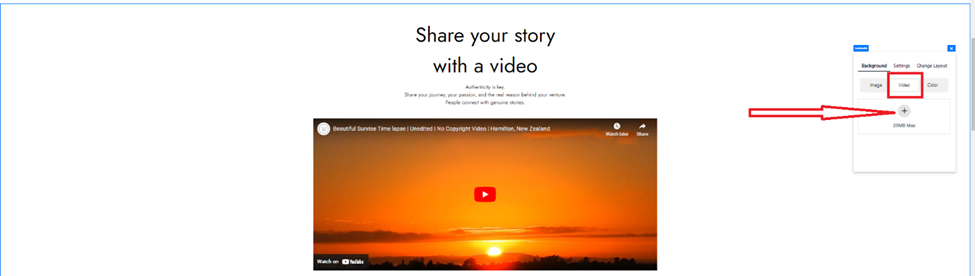 Share your story
with a video
Authenticity is key.
Share your journey, your passion, and the real reason behind your venture.
People connect with genuine stories.
Beautiful Sunrise Time lapse | Unedited | No Copyright Video | Hamilton, New Zealand
Watch later
Share
Watch on YouTube
Background Settings Change Layout
Image Video Color
20MB Max